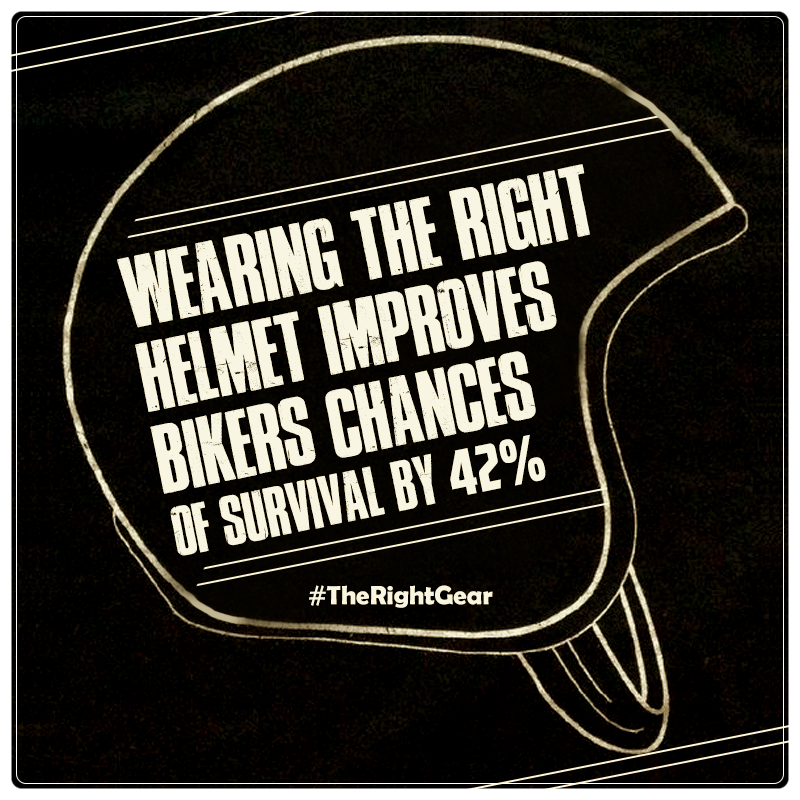 WEARING THE RIGHT
HELMET IMPROVES
BIKERS CHANCES
OF SURVIVAL BY 42%
#TheRightGear